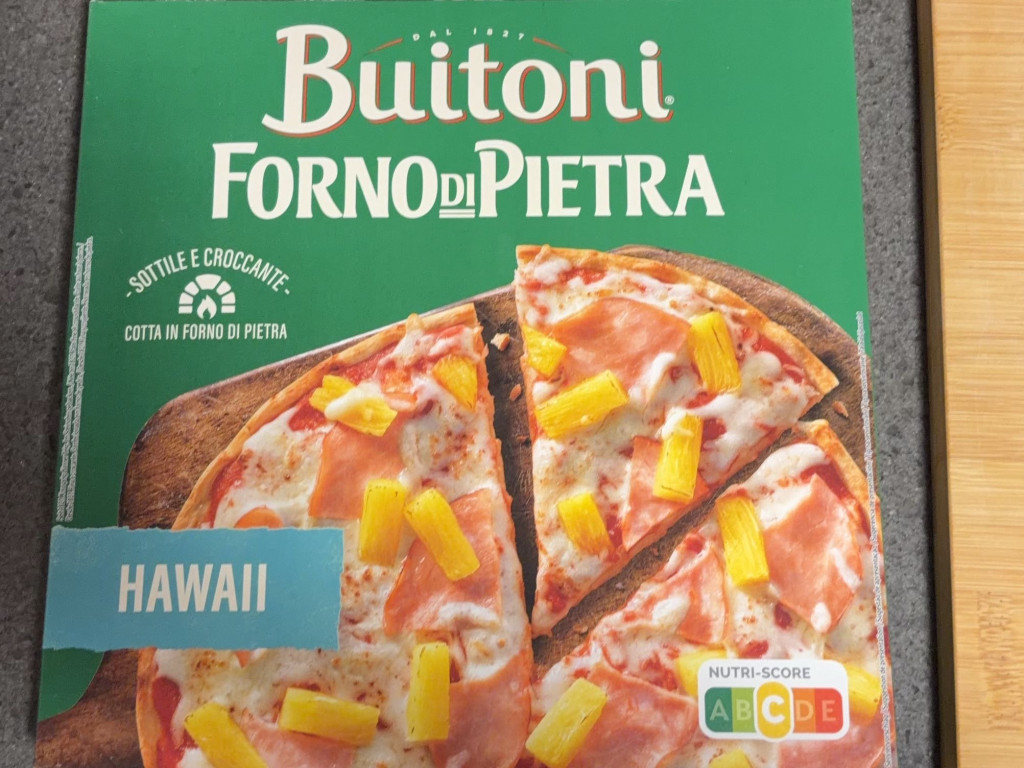 DAL 1827
Buitoni®
FORNO DI PIETRA
- SOTTILE E CROCCANTE -
COTTA IN FORNO DI PIETRA
HAWAII
NUTRI-SCORE
A B C D E